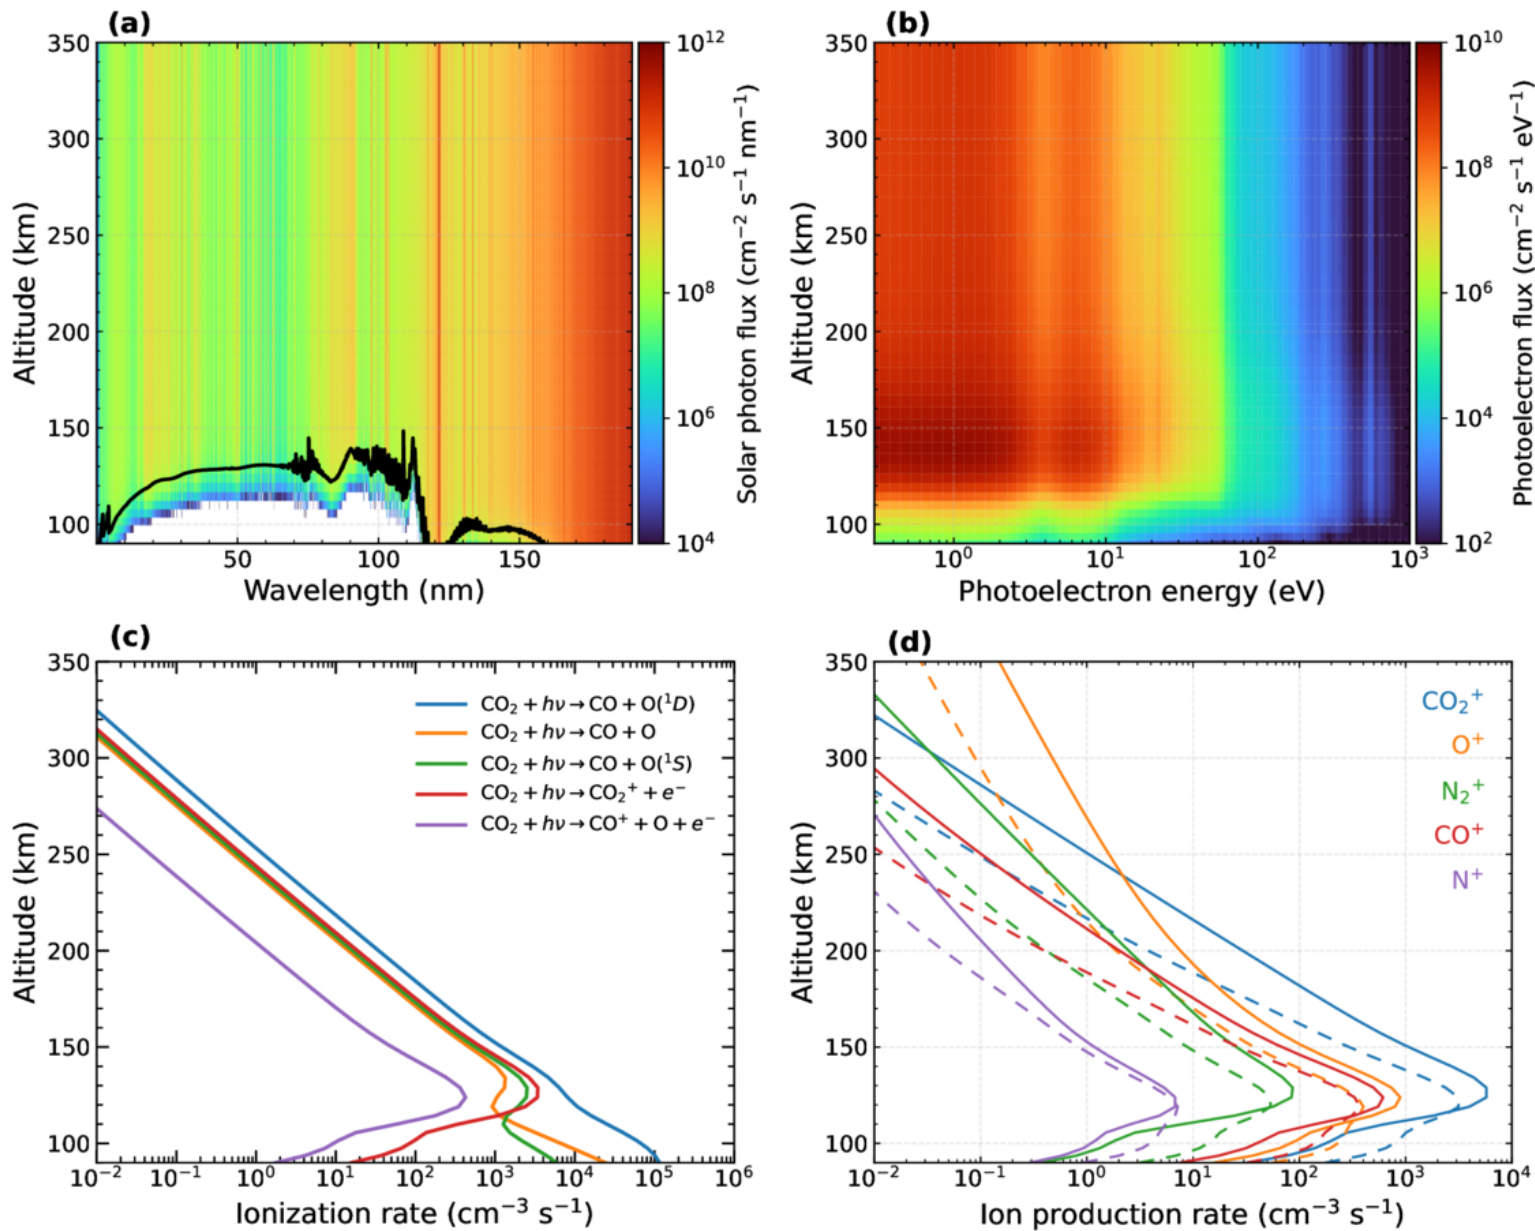 (a)
350
300
250
200
150
100
Altitude (km)
50
100
150
Wavelength (nm)
10¹²
10¹⁰
10⁸
10⁶
10⁴
Solar photon flux (cm⁻² s⁻¹ nm⁻¹)
(b)
350
300
250
200
150
100
Altitude (km)
10⁰
10¹
10²
10³
Photoelectron energy (eV)
10¹⁰
10⁸
10⁶
10⁴
10²
Photoelectron flux (cm⁻² s⁻¹ eV⁻¹)
(c)
350
300
250
200
150
100
Altitude (km)
CO₂ + hν → CO + O(¹D)
CO₂ + hν → CO + O
CO₂ + hν → CO + O(¹S)
CO₂ + hν → CO₂⁺ + e⁻
CO₂ + hν → CO⁺ + O + e⁻
10⁻²
10⁻¹
10⁰
10¹
10²
10³
10⁴
10⁵
10⁶
Ionization rate (cm⁻³ s⁻¹)
(d)
350
300
250
200
150
100
Altitude (km)
CO₂⁺
O⁺
N₂⁺
CO⁺
N⁺
10⁻²
10⁻¹
10⁰
10¹
10²
10³
10⁴
Ion production rate (cm⁻³ s⁻¹)